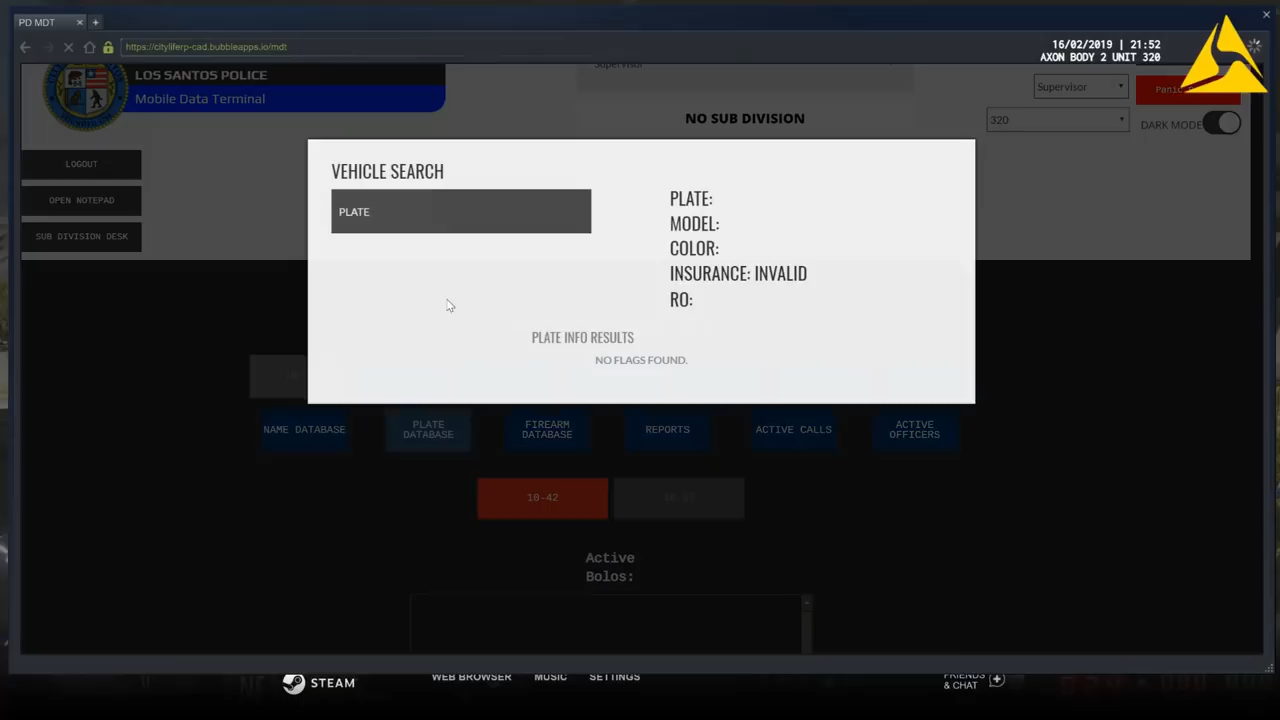 PD MDT
https://cityliferp-cad.bubbleapps.io/mdt
16/02/2019 | 21:52
AXON BODY 2 UNIT 320
LOS SANTOS POLICE
Mobile Data Terminal
Supervisor
Supervisor
Panic
NO SUB DIVISION
320
DARK MODE
LOGOUT
OPEN NOTEPAD
SUB DIVISION DESK
VEHICLE SEARCH
PLATE
PLATE:
MODEL:
COLOR:
INSURANCE: INVALID
RO:
PLATE INFO RESULTS
NO FLAGS FOUND.
NAME DATABASE
PLATE
DATABASE
FIREARM
DATABASE
REPORTS
ACTIVE CALLS
ACTIVE
OFFICERS
10-42
Active
Bolos:
STEAM
WEB BROWSER
MUSIC
SETTINGS
FRIENDS
& CHAT